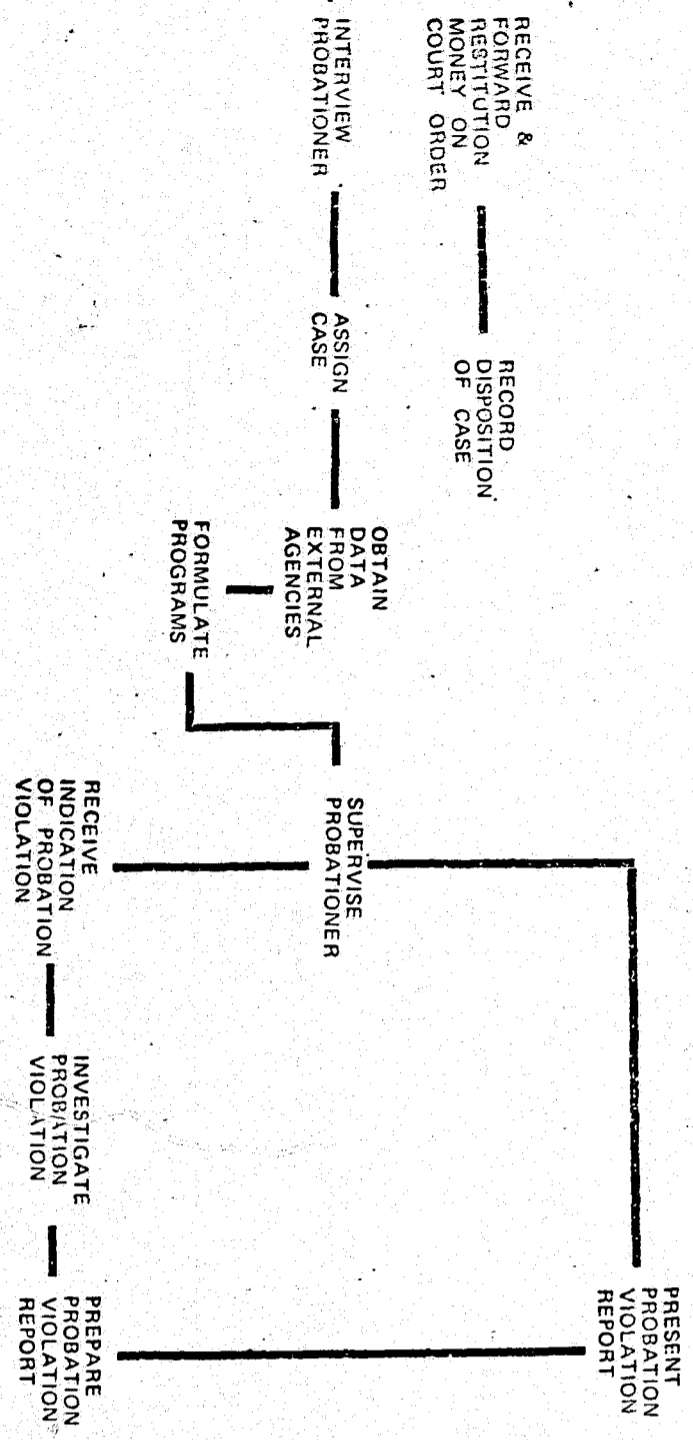 RECEIVE &
FORWARD
RESTITUTION
MONEY ON
COURT ORDER
RECORD
DISPOSITION
OF CASE
INTERVIEW
PROBATIONER
ASSIGN
CASE
OBTAIN
DATA
FROM
EXTERNAL
AGENCIES
FORMULATE
PROGRAMS
SUPERVISE
PROBATIONER
RECEIVE
INDICATION
OF PROBATION
VIOLATION
INVESTIGATE
PROBATION
VIOLATION
PREPARE
PROBATION
VIOLATION
REPORT
PRESENT
PROBATION
VIOLATION
REPORT